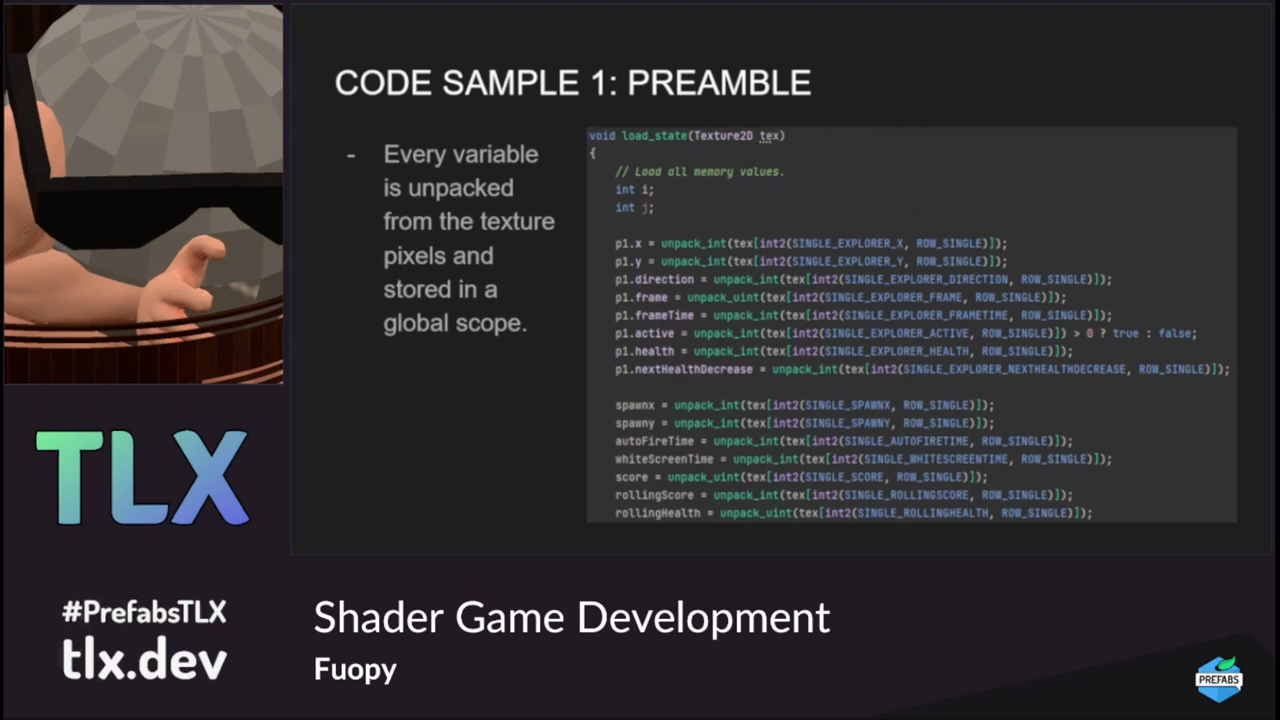 CODE SAMPLE 1: PREAMBLE
- Every variable
is unpacked
from the texture
pixels and
stored in a
global scope.
void load_state(Texture2D tex)
{
// Load all memory values.
int i;
int j;
p1.x = unpack_int(tex[int2(SINGLE_EXPLORER_X, ROW_SINGLE)]);
p1.y = unpack_int(tex[int2(SINGLE_EXPLORER_Y, ROW_SINGLE)]);
p1.direction = unpack_int(tex[int2(SINGLE_EXPLORER_DIRECTION, ROW_SINGLE)]);
p1.frame = unpack_uint(tex[int2(SINGLE_EXPLORER_FRAME, ROW_SINGLE)]);
p1.frameTime = unpack_int(tex[int2(SINGLE_EXPLORER_FRAMETIME, ROW_SINGLE)]);
p1.active = unpack_int(tex[int2(SINGLE_EXPLORER_ACTIVE, ROW_SINGLE)]) > 0 ? true : false;
p1.health = unpack_int(tex[int2(SINGLE_EXPLORER_HEALTH, ROW_SINGLE)]);
p1.nextHealthDecrease = unpack_int(tex[int2(SINGLE_EXPLORER_NEXTHEALTHDECREASE, ROW_SINGLE)]);
spawnx = unpack_int(tex[int2(SINGLE_SPAWNX, ROW_SINGLE)]);
spawny = unpack_int(tex[int2(SINGLE_SPAWNY, ROW_SINGLE)]);
autoFireTime = unpack_int(tex[int2(SINGLE_AUTOFIRETIME, ROW_SINGLE)]);
whiteScreenTime = unpack_int(tex[int2(SINGLE_WHITESCREENTIME, ROW_SINGLE)]);
score = unpack_uint(tex[int2(SINGLE_SCORE, ROW_SINGLE)]);
rollingScore = unpack_int(tex[int2(SINGLE_ROLLINGSCORE, ROW_SINGLE)]);
rollingHealth = unpack_uint(tex[int2(SINGLE_ROLLINGHEALTH, ROW_SINGLE)]);
TLX
#PrefabsTLX
tlx.dev
Shader Game Development
Fuopy
PREFABS